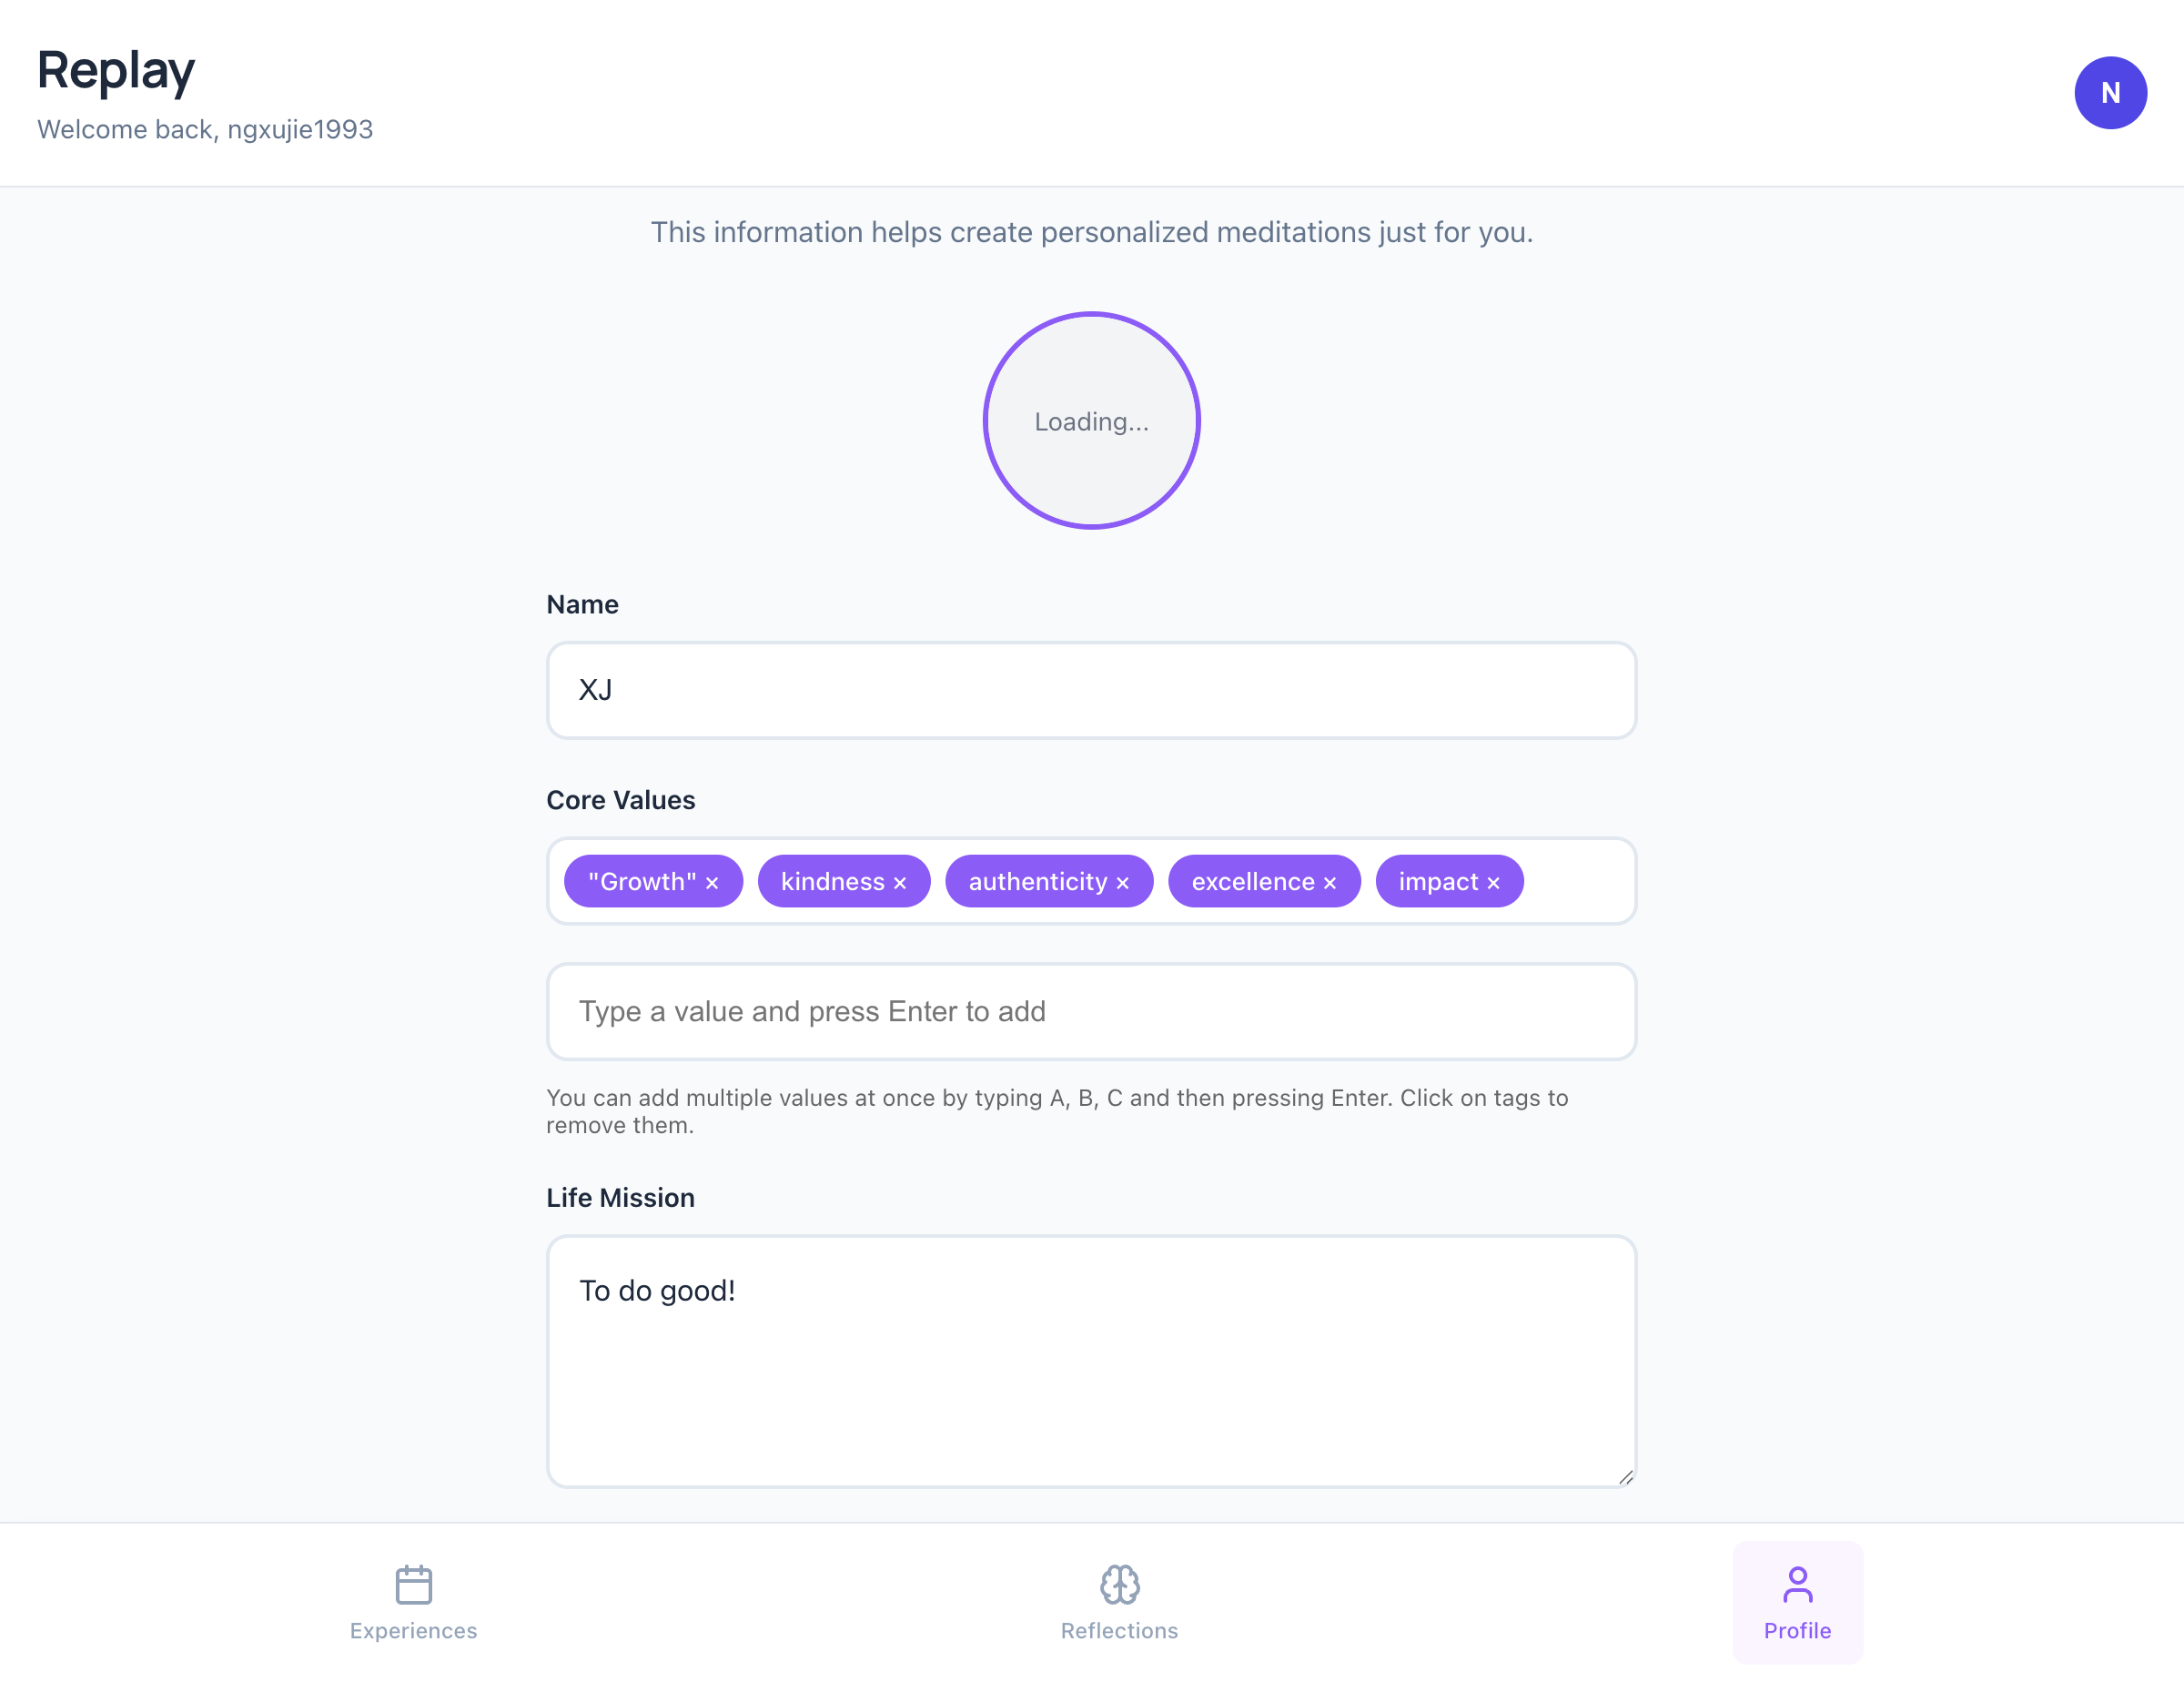 Replay
Welcome back, ngxujie1993
N
This information helps create personalized meditations just for you.
Loading...
Name
XJ
Core Values
"Growth" × kindness × authenticity × excellence × impact ×
Type a value and press Enter to add
You can add multiple values at once by typing A, B, C and then pressing Enter. Click on tags to
remove them.
Life Mission
To do good!
Experiences
Reflections
Profile